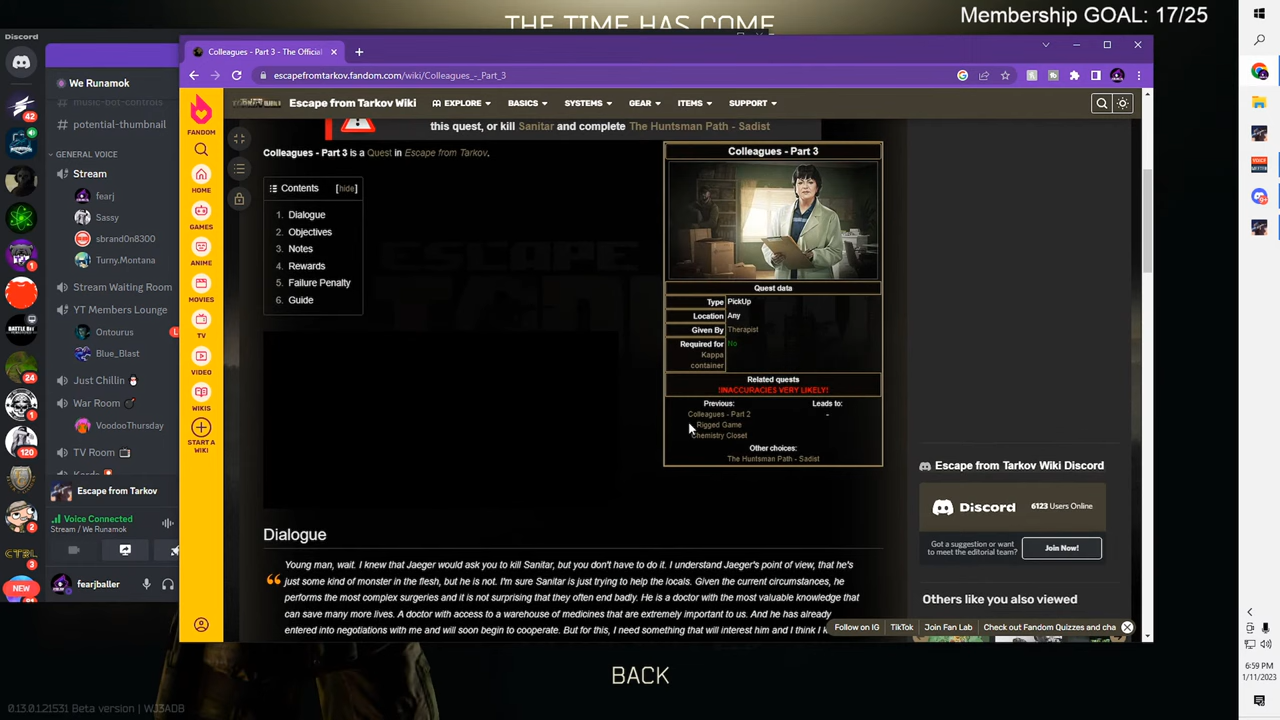 THE TIME HAS COME
Membership GOAL: 17/25
Discord
We Runamok
music-bot-controls
potential-thumbnail
GENERAL VOICE
Stream
fearj
Sassy
sbrand0n8300
Turny.Montana
Stream Waiting Room
YT Members Lounge
Ontourus
Blue_Blast
Just Chillin
War Room
VoodooThursday
TV Room
Escape from Tarkov
Voice Connected
Stream / We Runamok
fearjballer
42
1
24
120
2
3
NEW
CTRL
Colleagues - Part 3 - The Official
escapefromtarkov.fandom.com/wiki/Colleagues_-_Part_3
FANDOM
HOME
GAMES
ANIME
MOVIES
TV
VIDEO
WIKIS
START A
WIKI
Escape from Tarkov Wiki
EXPLORE
BASICS
SYSTEMS
GEAR
ITEMS
SUPPORT
this quest, or kill Sanitar and complete The Huntsman Path - Sadist
Colleagues - Part 3 is a Quest in Escape from Tarkov.
Contents [hide]
1. Dialogue
2. Objectives
3. Notes
4. Rewards
5. Failure Penalty
6. Guide
Colleagues - Part 3
Quest data
Type PickUp
Location Any
Given By Therapist
Required for No
Kappa
container
Related quests
!INACCURACIES VERY LIKELY!
Previous: Leads to:
Colleagues - Part 2 -
Rigged Game
Chemistry Closet
Other choices:
The Huntsman Path - Sadist
Dialogue
Young man, wait. I knew that Jaeger would ask you to kill Sanitar, but you don't have to do it. I understand Jaeger's point of view, that he's
just some kind of monster in the flesh, but he is not. I'm sure Sanitar is just trying to help the locals. Given the current circumstances, he
performs the most complex surgeries and it is not surprising that they often end badly. He is a doctor with the most valuable knowledge that
can save many more lives. A doctor with access to a warehouse of medicines that are extremely important to us. And he has already
entered into negotiations with me and will soon begin to cooperate. But for this, I need something that will interest him and I think I
Escape from Tarkov Wiki Discord
Discord 6123 Users Online
Got a suggestion or want
to meet the editorial team?
Join Now!
Others like you also viewed
Follow on IG
TikTok
Join Fan Lab
Check out Fandom Quizzes and cha
BACK
0.13.0.1.21531 Beta version | WJ3ADB
6:59 PM
1/11/2023